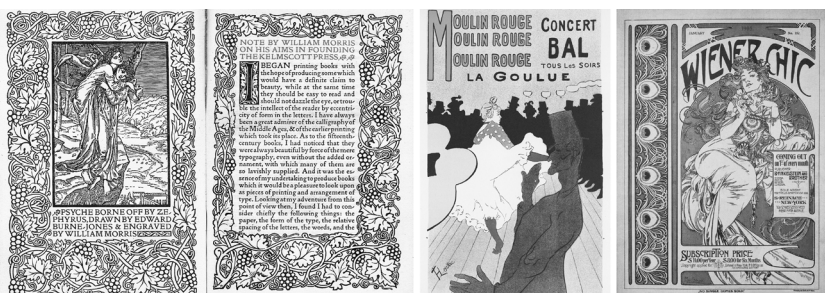 PSYCHE BORNE OFF BY ZE-
PHYRUS, DRAWN BY EDWARD
BURNE-JONES & ENGRAVED
BY WILLIAM MORRIS
NOTE BY WILLIAM MORRIS
ON HIS AIMS IN FOUNDING
THE KELMSCOTT PRESS
I BEGAN printing books with
the hope of producing some which
would have a definite claim to
beauty, while at the same time
they should be easy to read and
should not dazzle the eye, or trou-
ble the intellect of the reader by eccentri-
city of form in the letters. I have always
been a great admirer of the calligraphy of
the Middle Ages, & of the earlier printing
which took its place. As to the fifteenth-
century books, I had noticed that they
were always beautiful by force of the mere
typography, even without the added or-
nament, with which many of them are
so lavishly supplied. And it was the es-
sence of my undertaking to produce books
which it would be a pleasure to look upon
as pieces of printing and arrangement of
type. Looking at my adventure from this
point of view then, I found I had to con-
sider chiefly the following things: the
paper, the form of the type, the relative
spacing of the letters, the words, and the
MOULIN ROUGE
MOULIN ROUGE
MOULIN ROUGE
CONCERT
BAL
TOUS LES SOIRS
LA GOULUE
JANUARY
WIENER CHIC
COMING OUT
SUBSCRIPTION PRICE